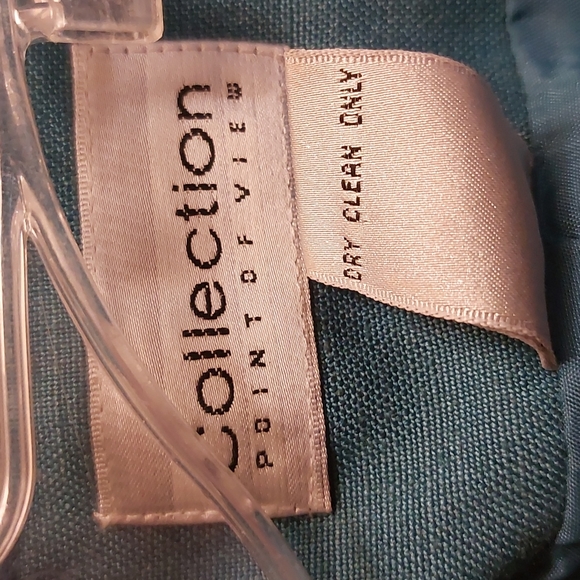 Collection
POINT OF VIEW
DRY CLEAN ONLY